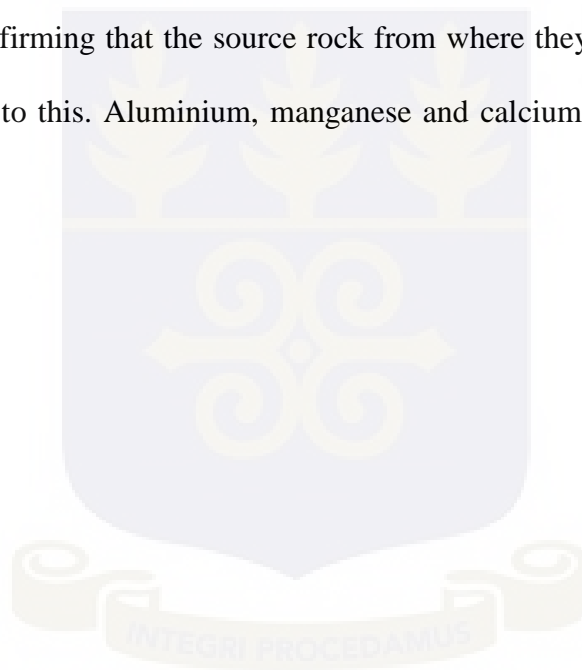 firming that the source rock from where they
to this. Aluminium, manganese and calcium
INTEGRI PROCEDAMUS